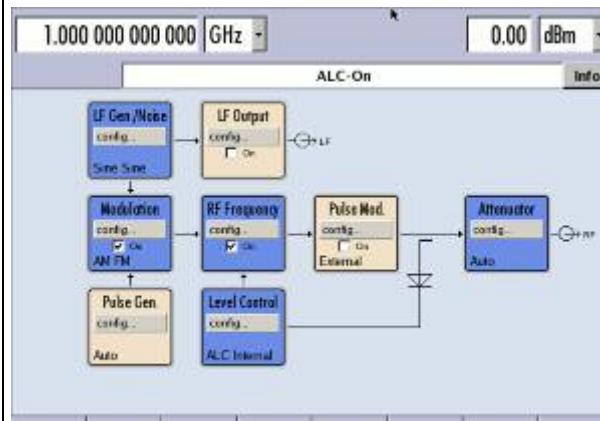 1.000 000 000 000 GHz 0.00 dBm
ALC-On Info
LF Gen /Noise LF Output
config... config...
On LF
Sine Sine
Modulation RF Frequency Pulse Mod. Attenuator
config... config... config... config...
On On On RF
AM FM External Auto
Pulse Gen Level Control
config... config...
Auto ALC Internal